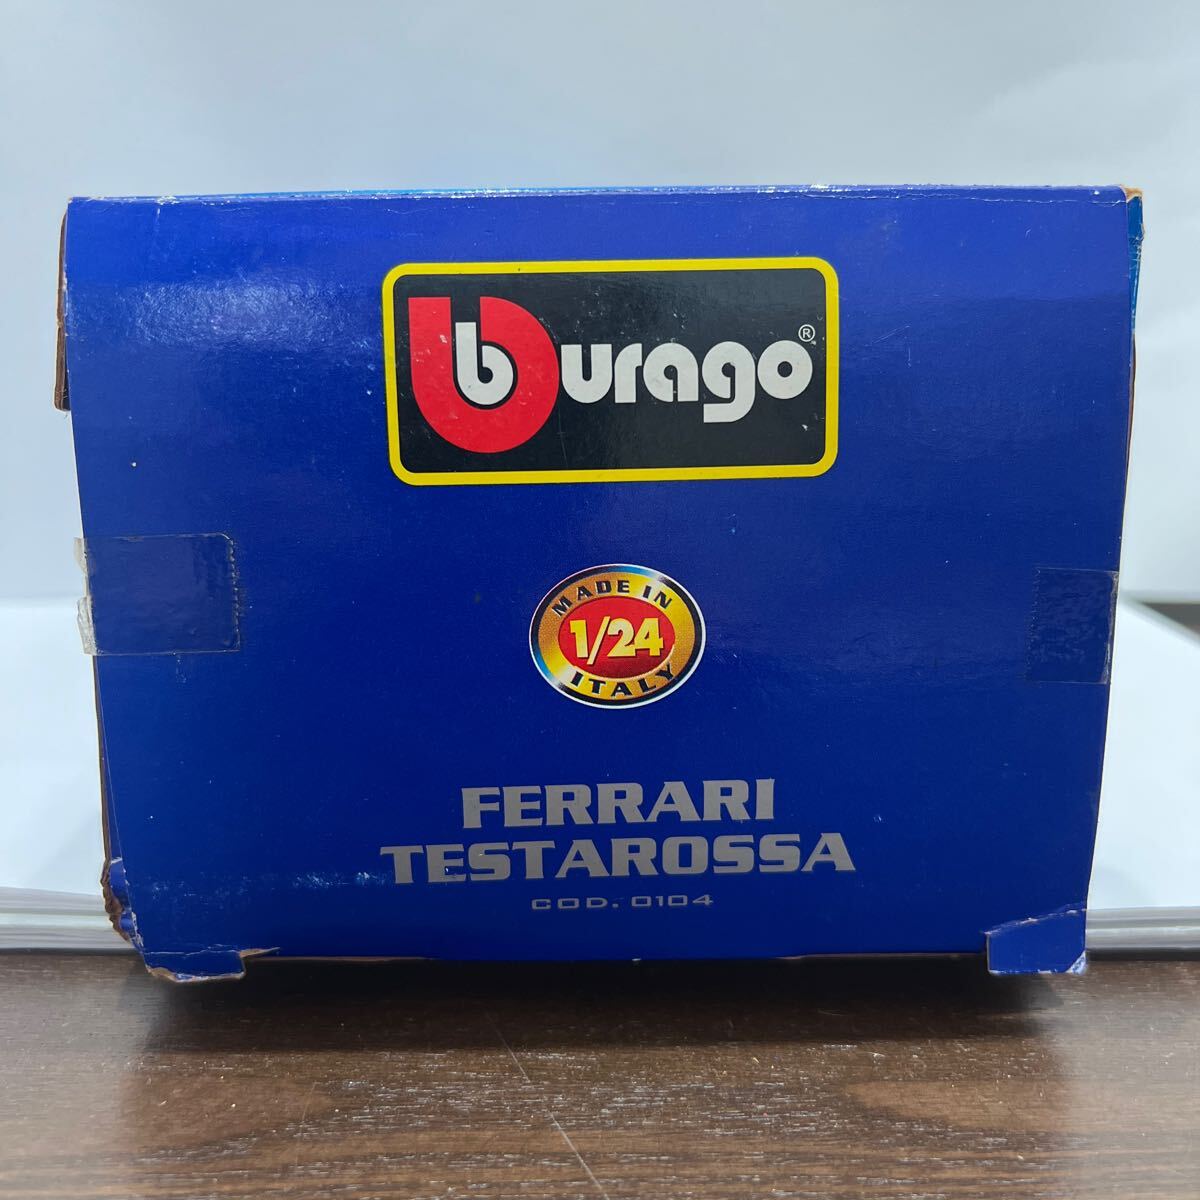 burago®
MADE IN
1/24
ITALY
FERRARI
TESTAROSSA
COD. 0104